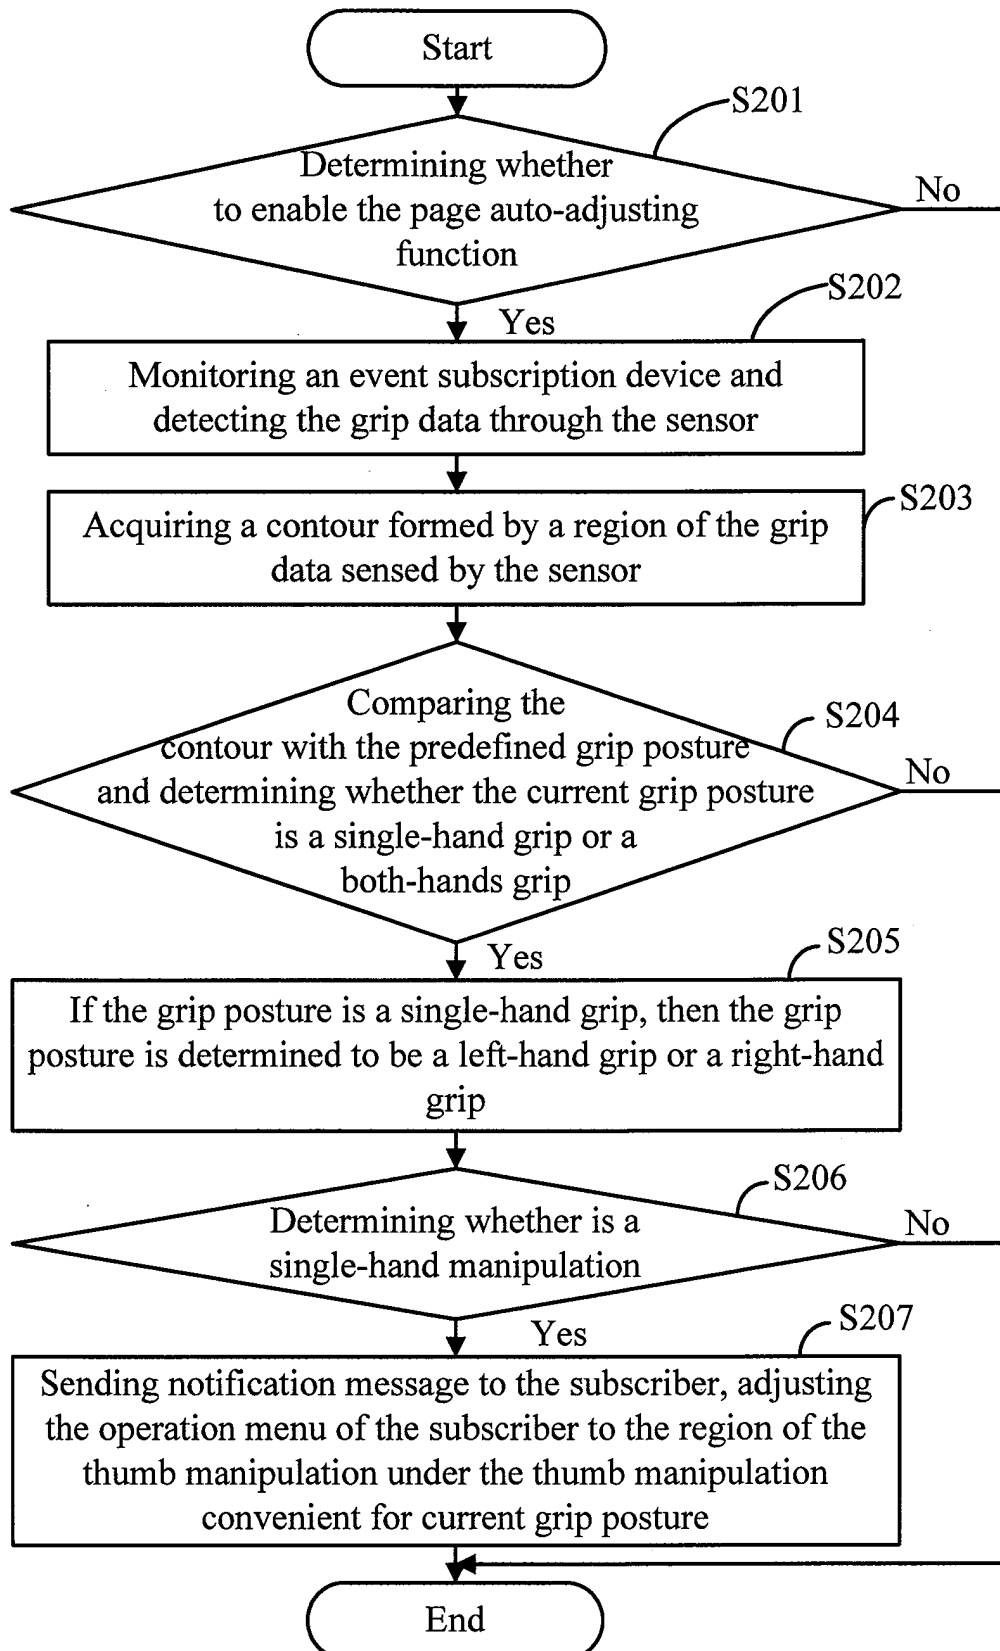 Start
S201
Determining whether
to enable the page auto-adjusting
function
No
S202
Yes
Monitoring an event subscription device and
detecting the grip data through the sensor
S203
Acquiring a contour formed by a region of the grip
data sensed by the sensor
S204
Comparing the
contour with the predefined grip posture
and determining whether the current grip posture
is a single-hand grip or a
both-hands grip
No
S205
Yes
If the grip posture is a single-hand grip, then the grip
posture is determined to be a left-hand grip or a right-hand
grip
S206
Determining whether is a
single-hand manipulation
No
S207
Yes
Sending notification message to the subscriber, adjusting
the operation menu of the subscriber to the region of the
thumb manipulation under the thumb manipulation
convenient for current grip posture
End